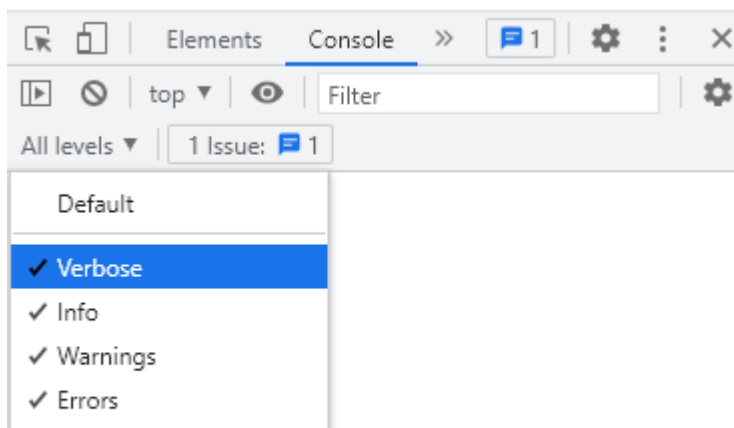 Elements Console » 1
top ▼ Filter
All levels ▼ 1 Issue: 1
Default
✓ Verbose
✓ Info
✓ Warnings
✓ Errors